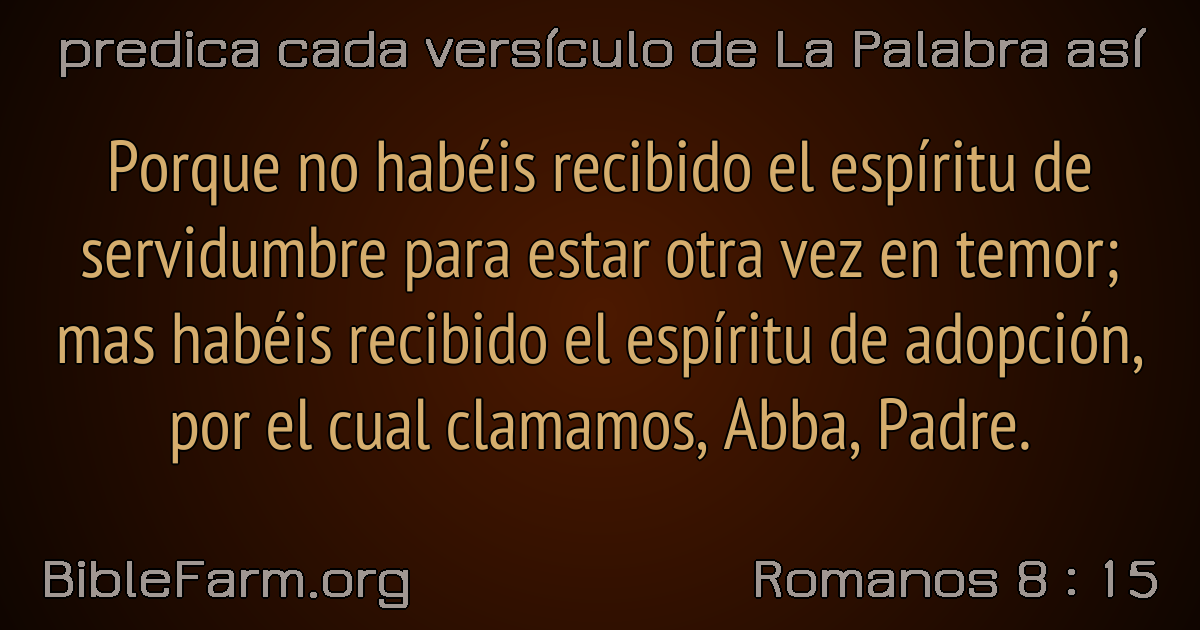 predica cada versículo de La Palabra así
Porque no habéis recibido el espíritu de
servidumbre para estar otra vez en temor;
mas habéis recibido el espíritu de adopción,
por el cual clamamos, Abba, Padre.
BibleFarm.org
Romanos 8 : 15